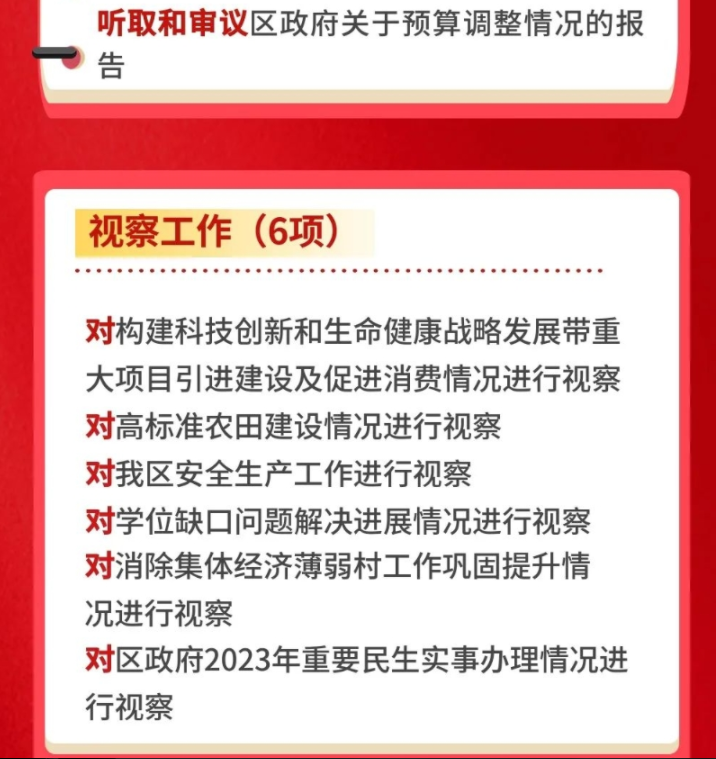 听取和审议区政府关于预算调整情况的报
告
视察工作（6项）
对构建科技创新和生命健康战略发展带重
大项目引进建设及促进消费情况进行视察
对高标准农田建设情况进行视察
对我区安全生产工作进行视察
对学位缺口问题解决进展情况进行视察
对消除集体经济薄弱村工作巩固提升情
况进行视察
对区政府2023年重要民生实事办理情况进
行视察